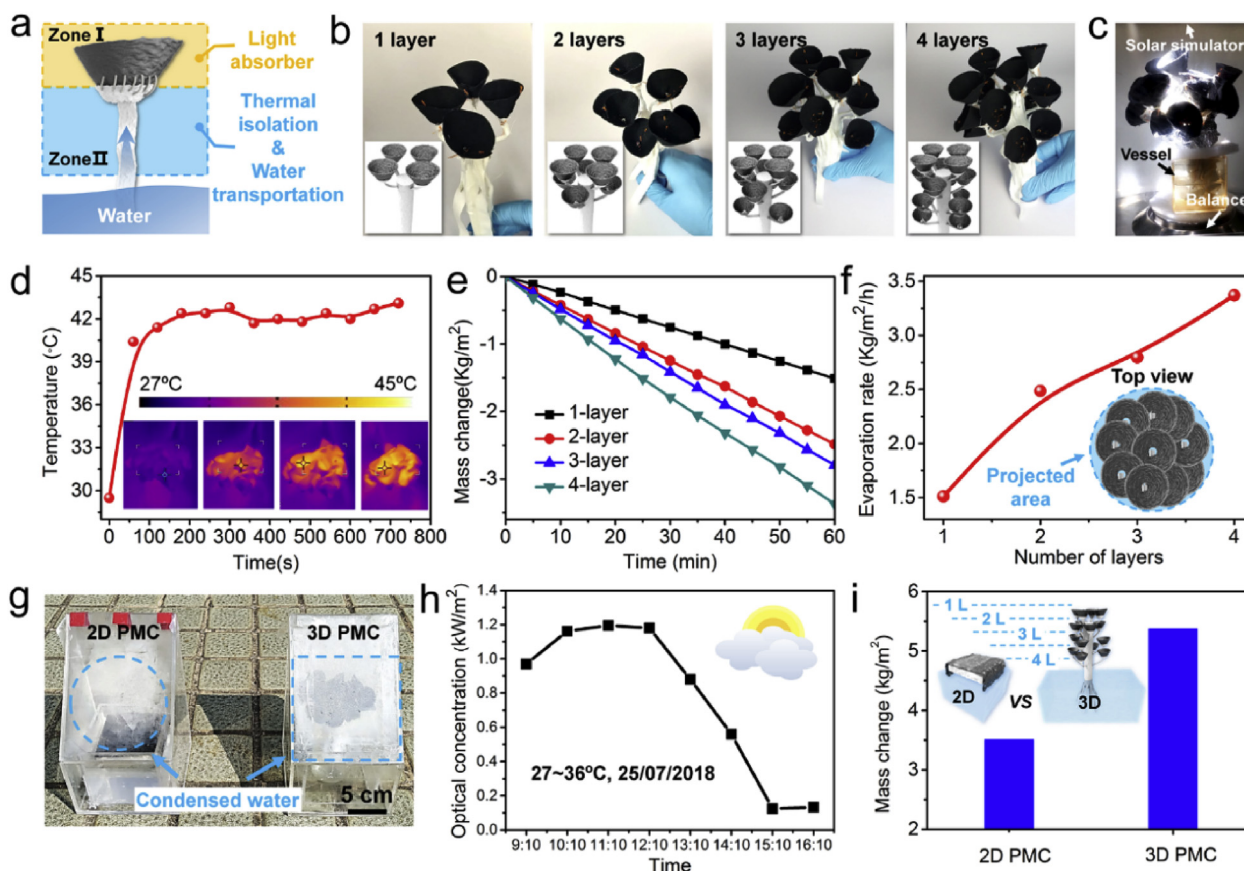 a
Zone I
Light
absorber
Thermal isolation
&
Water
transportation
Zone II
Water
b
1 layer
2 layers
3 layers
4 layers
c
Solar simulator
Vessel
Balance
d
Temperature (◦C)
45
42
39
36
33
30
27ºC
45ºC
0 100 200 300 400 500 600 700 800
Time(s)
e
Mass change(Kg/m²)
0
-1
-2
-3
1-layer
2-layer
3-layer
4-layer
0 10 20 30 40 50 60
Time (min)
f
Evaporation rate (Kg/m²/h)
3.5
3.0
2.5
2.0
1.5
Top view
Projected
area
1 2 3 4
Number of layers
g
2D PMC
3D PMC
Condensed water
5 cm
h
Optical concentration (kW/m²)
1.4
1.2
1.0
0.8
0.6
0.4
0.2
0.0
27~36ºC, 25/07/2018
9:10 10:10 11:10 12:10 13:10 14:10 15:10 16:10
Time
i
Mass change (kg/m²)
6
5
4
3
2
1 L
2 L
3 L
4 L
2D
VS
3D
2D PMC
3D PMC